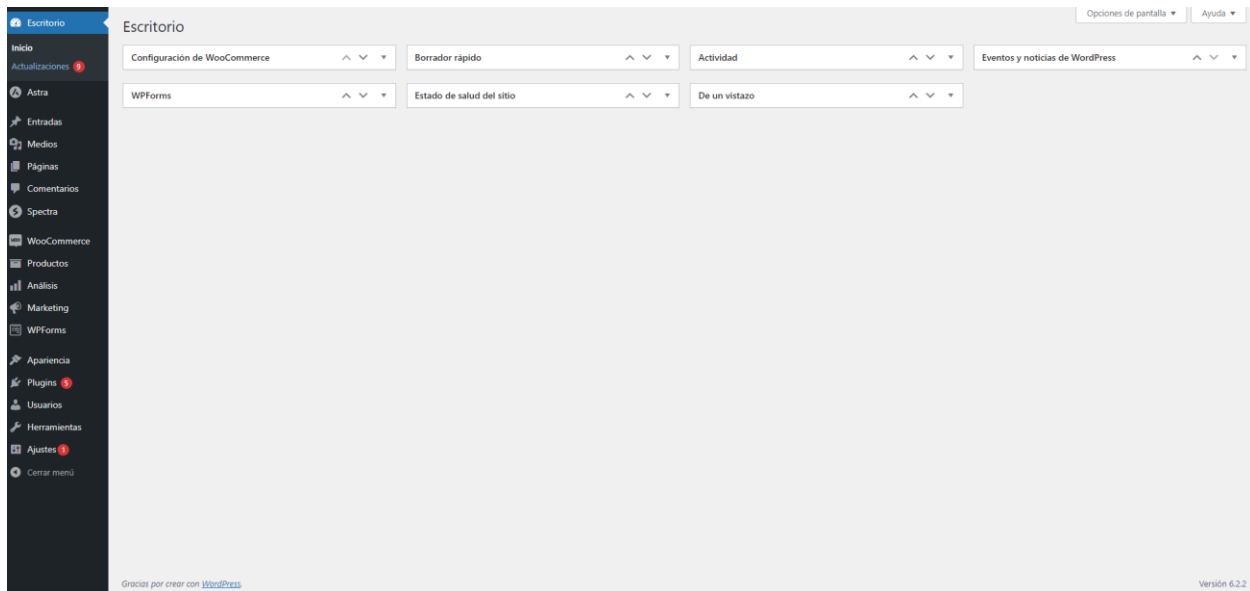 Escritorio
Inicio
Actualizaciones 9
Astra
Entradas
Medios
Páginas
Comentarios
Spectra
WooCommerce
Productos
Análisis
Marketing
WPForms
Apariencia
Plugins 5
Usuarios
Herramientas
Ajustes 1
Cerrar menú
Opciones de pantalla Ayuda
Escritorio
Configuración de WooCommerce Borrador rápido Actividad Eventos y noticias de WordPress
WPForms Estado de salud del sitio De un vistazo
Gracias por crear con WordPress. Versión 6.2.2